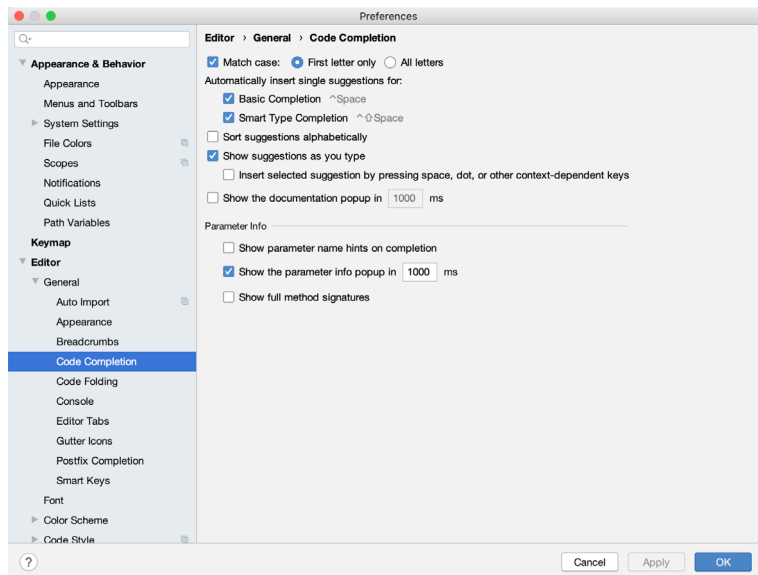 Preferences
Appearance & Behavior
Appearance
Menus and Toolbars
System Settings
File Colors
Scopes
Notifications
Quick Lists
Path Variables
Keymap
Editor
General
Auto Import
Appearance
Breadcrumbs
Code Completion
Code Folding
Console
Editor Tabs
Gutter Icons
Postfix Completion
Smart Keys
Font
Color Scheme
Code Style
Editor › General › Code Completion
Match case: First letter only All letters
Automatically insert single suggestions for:
Basic Completion ^Space
Smart Type Completion ^⇧Space
Sort suggestions alphabetically
Show suggestions as you type
Insert selected suggestion by pressing space, dot, or other context-dependent keys
Show the documentation popup in 1000 ms
Parameter Info
Show parameter name hints on completion
Show the parameter info popup in 1000 ms
Show full method signatures
? Cancel Apply OK